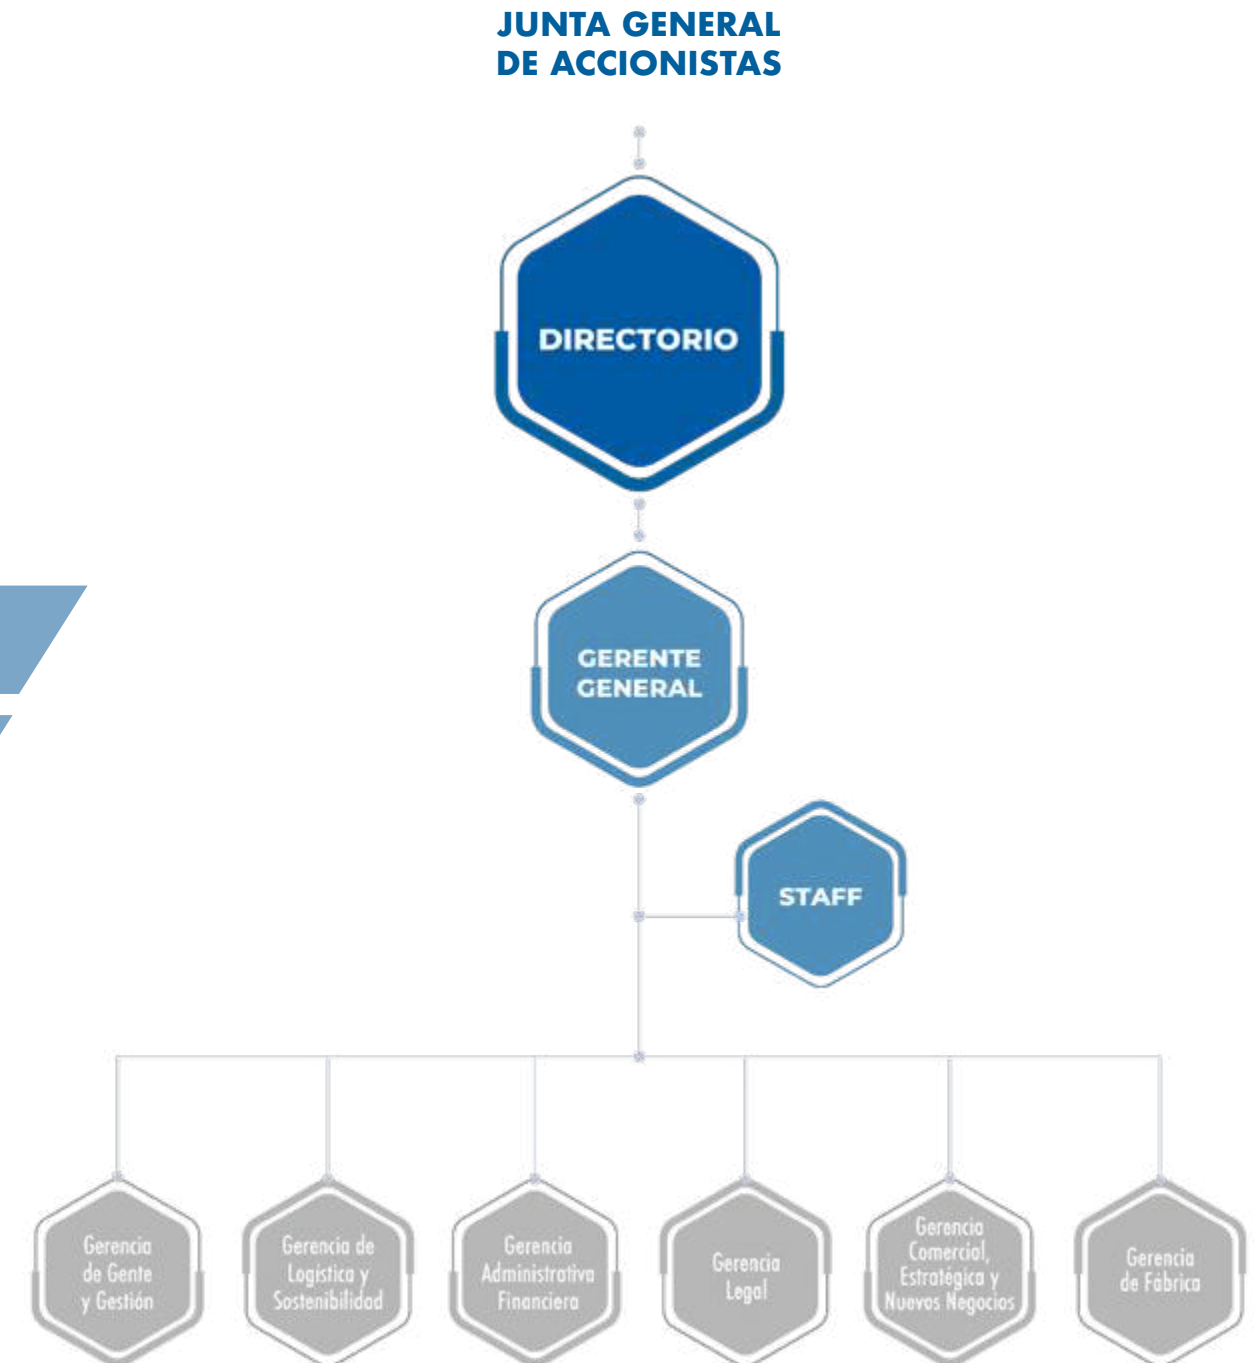 JUNTA GENERAL
DE ACCIONISTAS
DIRECTORIO
GERENTE
GENERAL
STAFF
Gerencia
de Gente
y Gestión
Gerencia de
Logística y
Sostenibilidad
Gerencia
Administrativa
Financiera
Gerencia
Legal
Gerencia
Comercial,
Estratégica y
Nuevos Negocios
Gerencia
de Fábrica